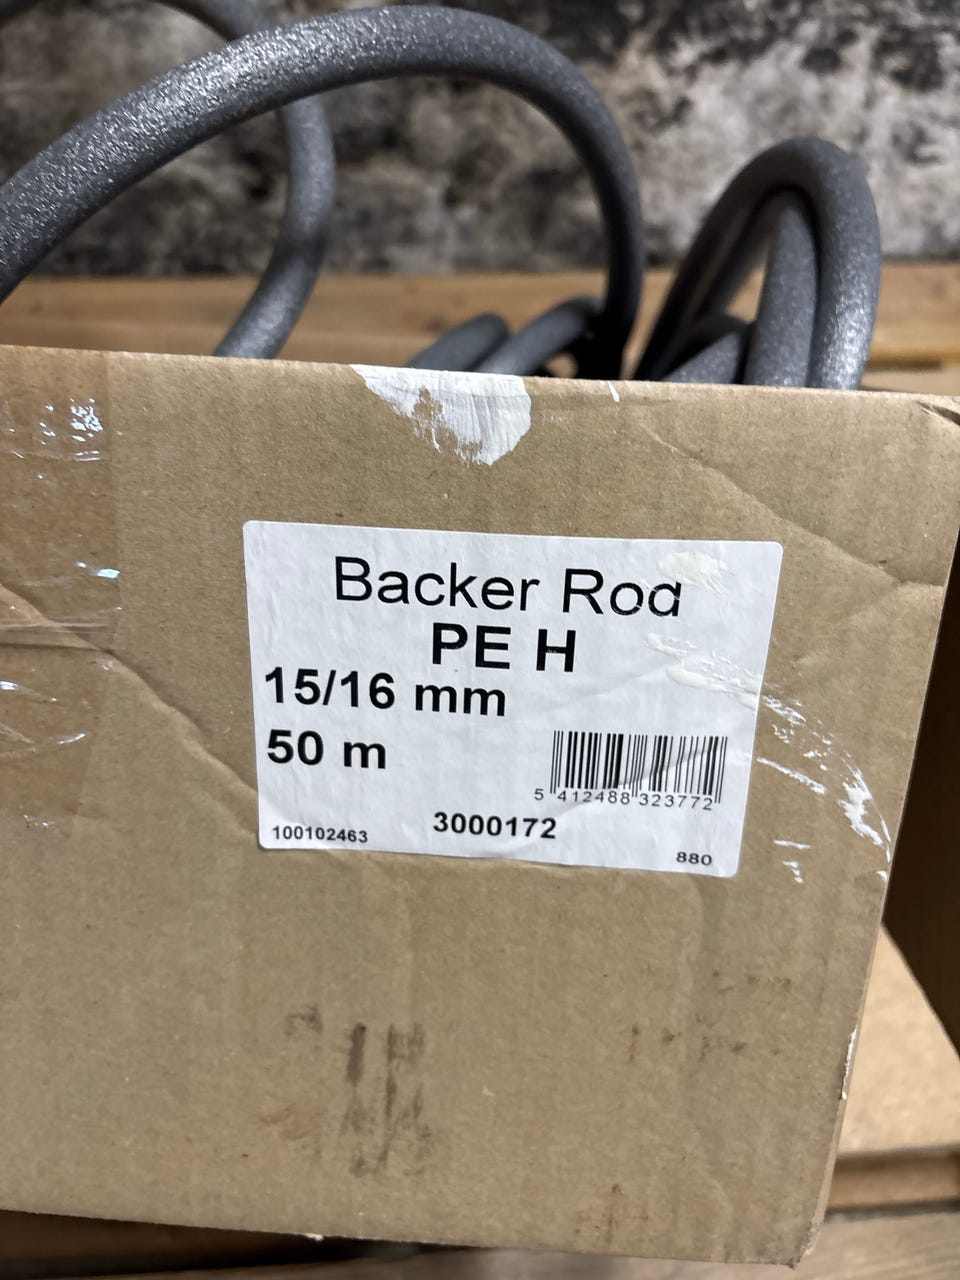 Backer Rod
PE H
15/16 mm
50 m
5 412488 323772
100102463
3000172
880